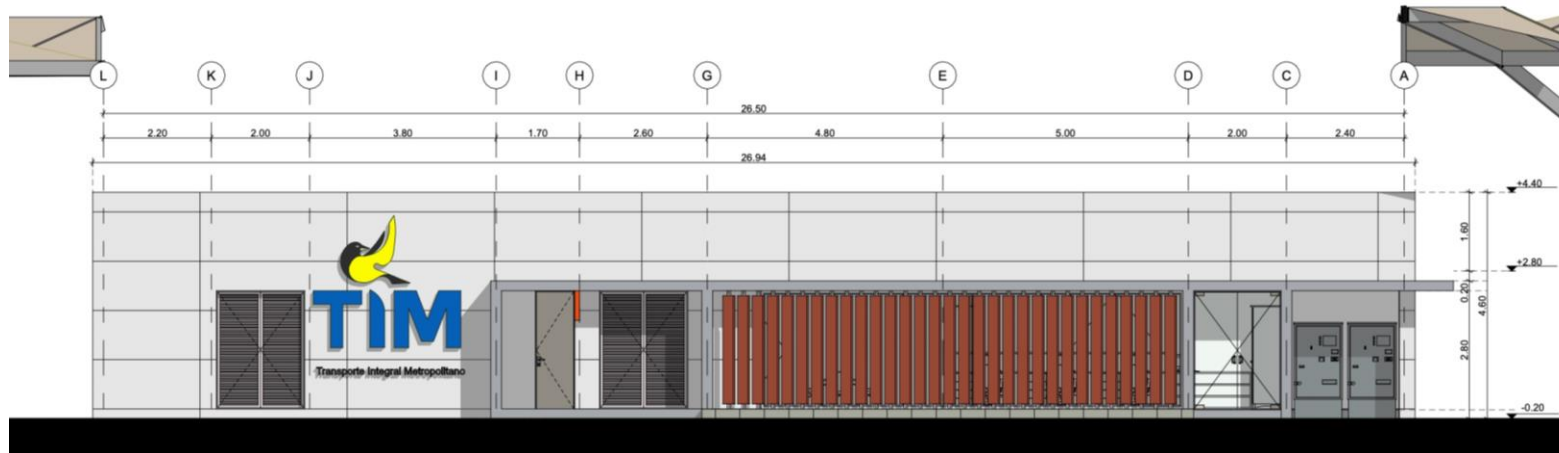 L K J I H G E D C A
26.50
2.20 2.00 3.80 1.70 2.60 4.80 5.00 2.00 2.40
26.94
+4.40
1.60
+2.80
0.20
4.60
2.80
-0.20
TIM
Transporte Integral Metropolitano